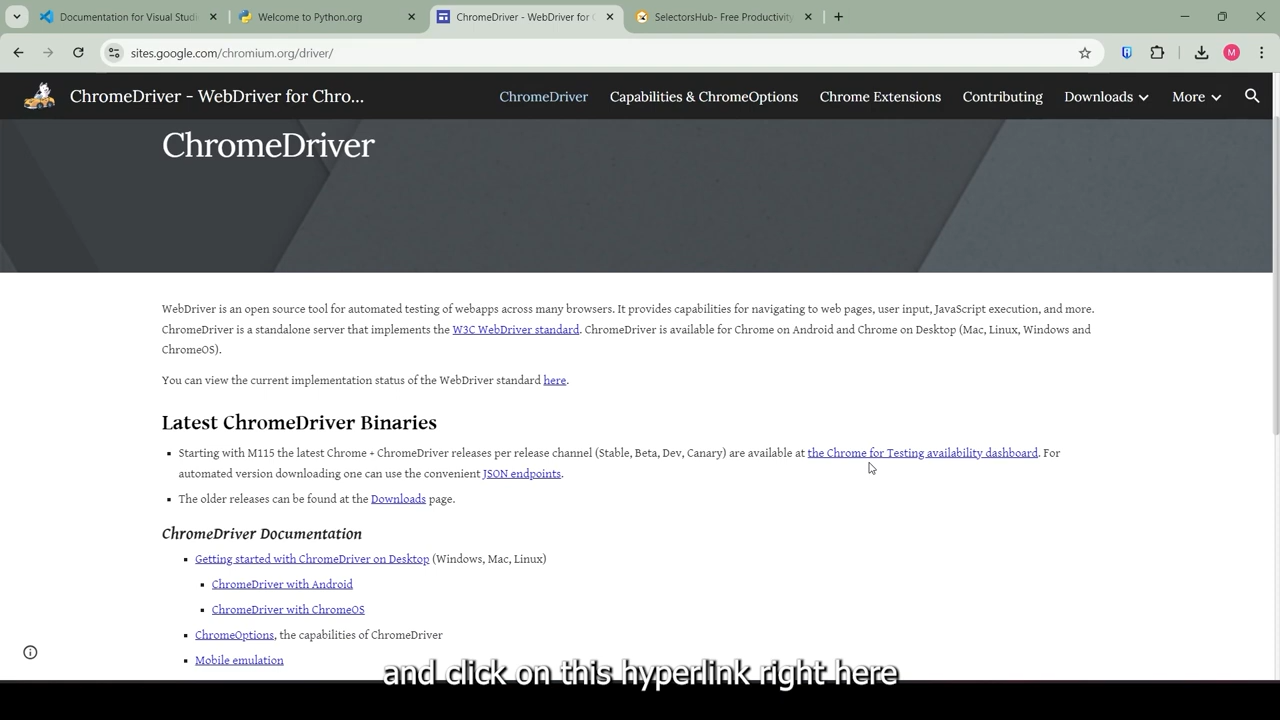 Documentation for Visual Studi
Welcome to Python.org
ChromeDriver - WebDriver for C
SelectorsHub- Free Productivity
sites.google.com/chromium.org/driver/
M
ChromeDriver - WebDriver for Chro...
ChromeDriver
Capabilities & ChromeOptions
Chrome Extensions
Contributing
Downloads
More
ChromeDriver
WebDriver is an open source tool for automated testing of webapps across many browsers. It provides capabilities for navigating to web pages, user input, JavaScript execution, and more.
ChromeDriver is a standalone server that implements the W3C WebDriver standard. ChromeDriver is available for Chrome on Android and Chrome on Desktop (Mac, Linux, Windows and
ChromeOS).
You can view the current implementation status of the WebDriver standard here.
Latest ChromeDriver Binaries
Starting with M115 the latest Chrome + ChromeDriver releases per release channel (Stable, Beta, Dev, Canary) are available at the Chrome for Testing availability dashboard. For
automated version downloading one can use the convenient JSON endpoints.
The older releases can be found at the Downloads page.
ChromeDriver Documentation
Getting started with ChromeDriver on Desktop (Windows, Mac, Linux)
ChromeDriver with Android
ChromeDriver with ChromeOS
ChromeOptions, the capabilities of ChromeDriver
Mobile emulation
and click on this hyperlink right here